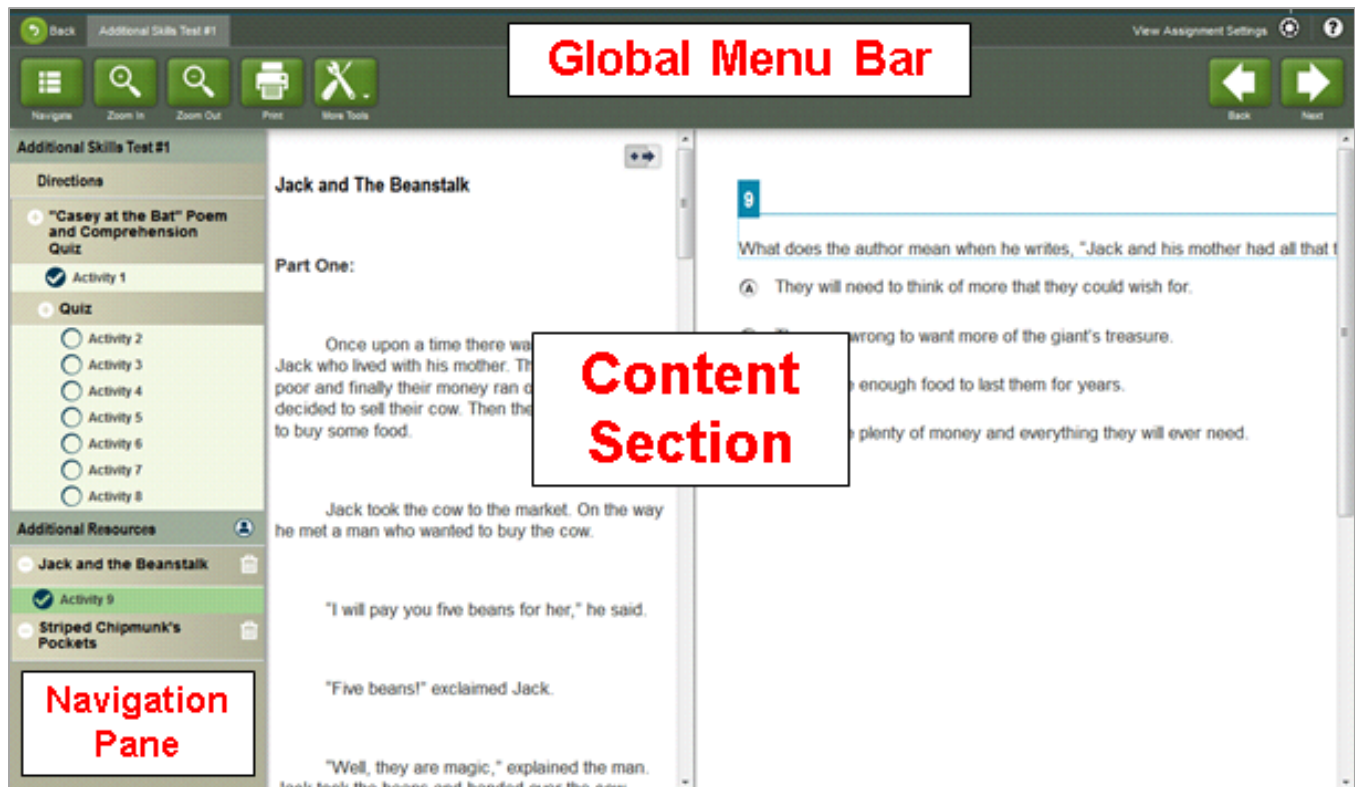 Back
Additional Skills Test #1
View Assignment Settings
?
Global Menu Bar
Navigate
Zoom In
Zoom Out
Print
More Tools
Back
Next
Additional Skills Test #1
Directions
"Casey at the Bat" Poem
and Comprehension
Quiz
Activity 1
Quiz
Activity 2
Activity 3
Activity 4
Activity 5
Activity 6
Activity 7
Activity 8
Additional Resources
Jack and the Beanstalk
Activity 9
Striped Chipmunk's
Pockets
Navigation
Pane
Jack and The Beanstalk
Part One:
Once upon a time there wa
Jack who lived with his mother. Th
poor and finally their money ran o
decided to sell their cow. Then the
to buy some food.
Jack took the cow to the market. On the way
he met a man who wanted to buy the cow.
"I will pay you five beans for her," he said.
"Five beans!" exclaimed Jack.
"Well, they are magic," explained the man.
Jack took the beans and handed over the cow.
Content
Section
9
What does the author mean when he writes, "Jack and his mother had all that t
A They will need to think of more that they could wish for.
wrong to want more of the giant's treasure.
enough food to last them for years.
plenty of money and everything they will ever need.